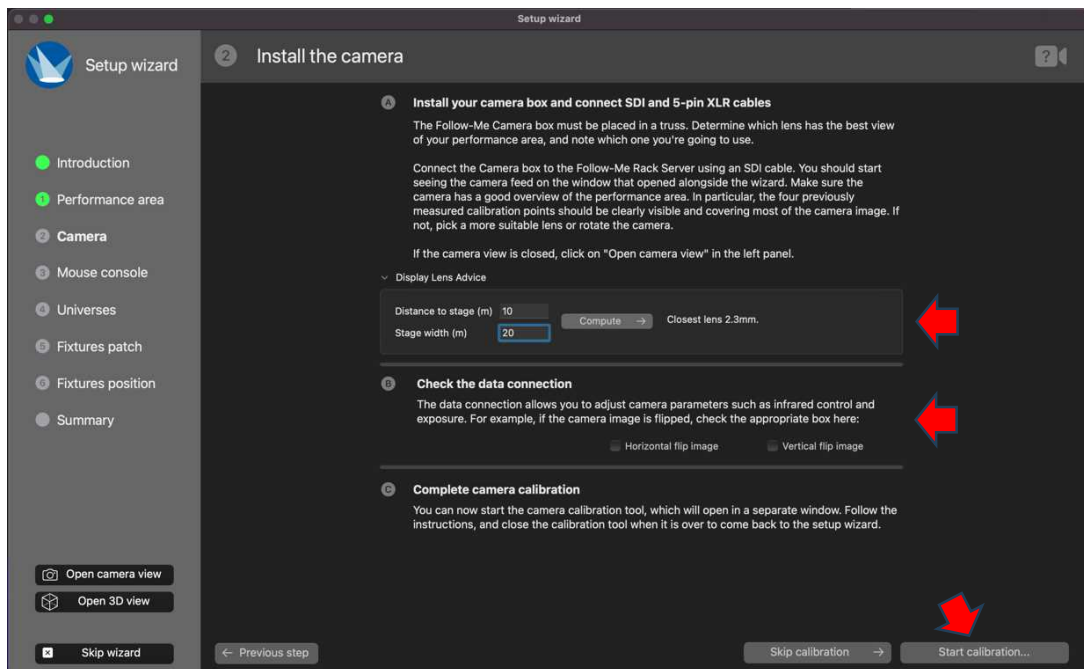 Setup wizard
Setup wizard
Introduction
1 Performance area
2 Camera
3 Mouse console
4 Universes
5 Fixtures patch
6 Fixtures position
Summary
Open camera view
Open 3D view
Skip wizard
2 Install the camera
?
A Install your camera box and connect SDI and 5-pin XLR cables
The Follow-Me Camera box must be placed in a truss. Determine which lens has the best view
of your performance area, and note which one you're going to use.
Connect the Camera box to the Follow-Me Rack Server using an SDI cable. You should start
seeing the camera feed on the window that opened alongside the wizard. Make sure the
camera has a good overview of the performance area. In particular, the four previously
measured calibration points should be clearly visible and covering most of the camera image. If
not, pick a more suitable lens or rotate the camera.
If the camera view is closed, click on "Open camera view" in the left panel.
Display Lens Advice
Distance to stage (m) 10
Stage width (m) 20
Compute → Closest lens 2.3mm.
B Check the data connection
The data connection allows you to adjust camera parameters such as infrared control and
exposure. For example, if the camera image is flipped, check the appropriate box here:
Horizontal flip image Vertical flip image
C Complete camera calibration
You can now start the camera calibration tool, which will open in a separate window. Follow the
instructions, and close the calibration tool when it is over to come back to the setup wizard.
← Previous step
Skip calibration →
Start calibration...